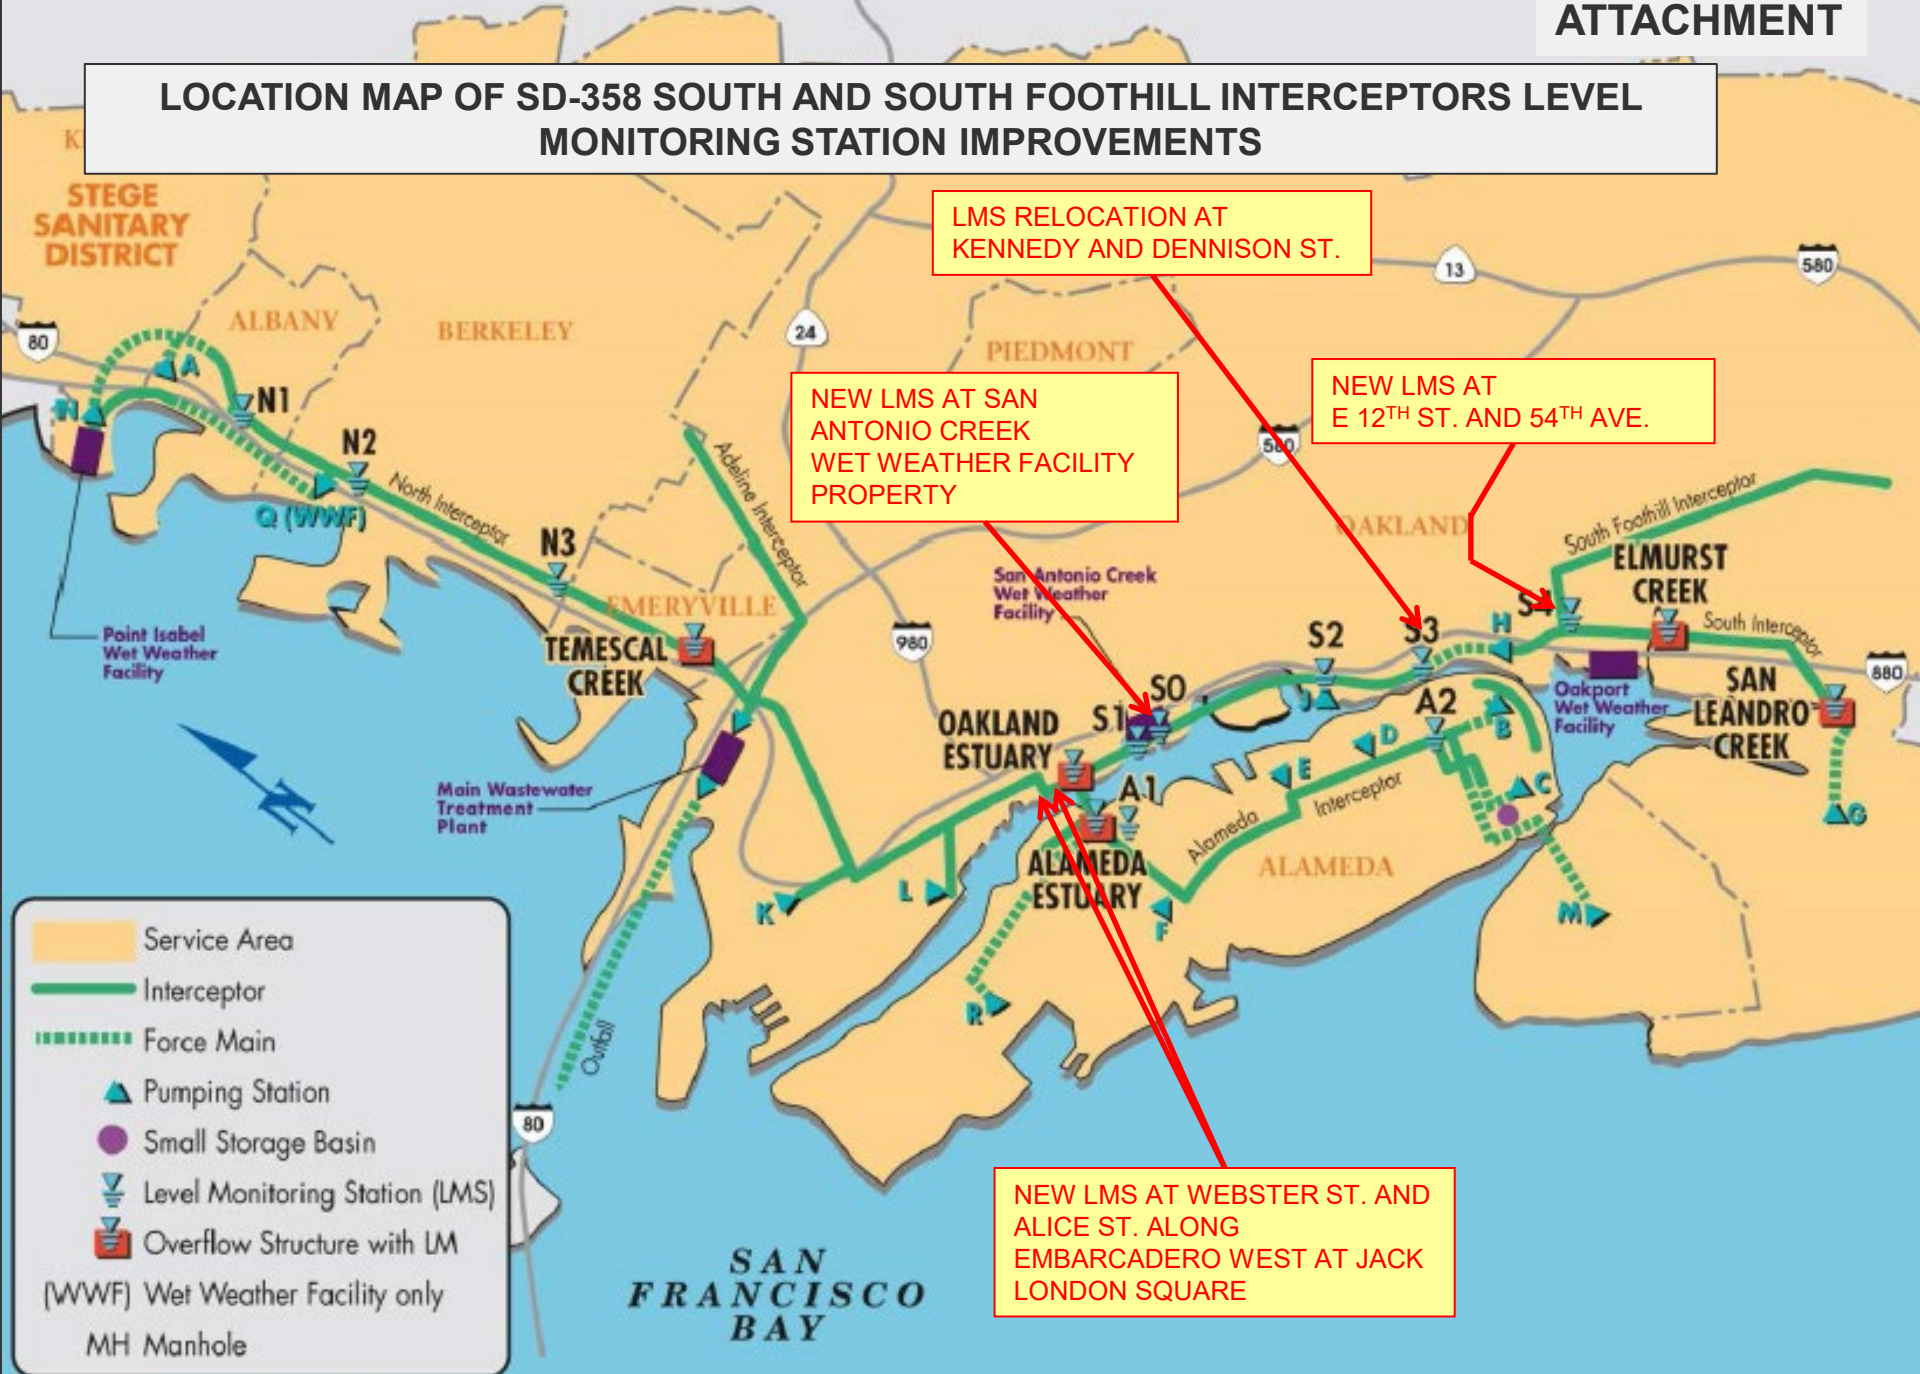 ATTACHMENT
LOCATION MAP OF SD-358 SOUTH AND SOUTH FOOTHILL INTERCEPTORS LEVEL
MONITORING STATION IMPROVEMENTS
K
STEGE
SANITARY
DISTRICT
ALBANY
BERKELEY
PIEDMONT
LMS RELOCATION AT
KENNEDY AND DENNISON ST.
13
580
80
24
A
N
N1
N2
N3
Q (WWF)
North Interceptor
Adeline Interceptor
NEW LMS AT SAN
ANTONIO CREEK
WET WEATHER FACILITY
PROPERTY
NEW LMS AT
E 12TH ST. AND 54TH AVE.
580
OAKLAND
South Foothill Interceptor
ELMURST
CREEK
San Antonio Creek
Wet Weather
Facility
EMERYVILLE
TEMESCAL
CREEK
980
Point Isabel
Wet Weather
Facility
S2
S3
H
S4
South Interceptor
880
SAN
LEANDRO
CREEK
Oakport
Wet Weather
Facility
S0
S1
J
A2
B
D
E
C
G
OAKLAND
ESTUARY
A1
Main Wastewater
Treatment
Plant
N
Alameda
Interceptor
ALAMEDA
ALAMEDA
ESTUARY
K
L
F
M
R
Outfall
80
Service Area
Interceptor
Force Main
Pumping Station
Small Storage Basin
Level Monitoring Station (LMS)
Overflow Structure with LM
(WWF) Wet Weather Facility only
MH Manhole
SAN
FRANCISCO
BAY
NEW LMS AT WEBSTER ST. AND
ALICE ST. ALONG
EMBARCADERO WEST AT JACK
LONDON SQUARE